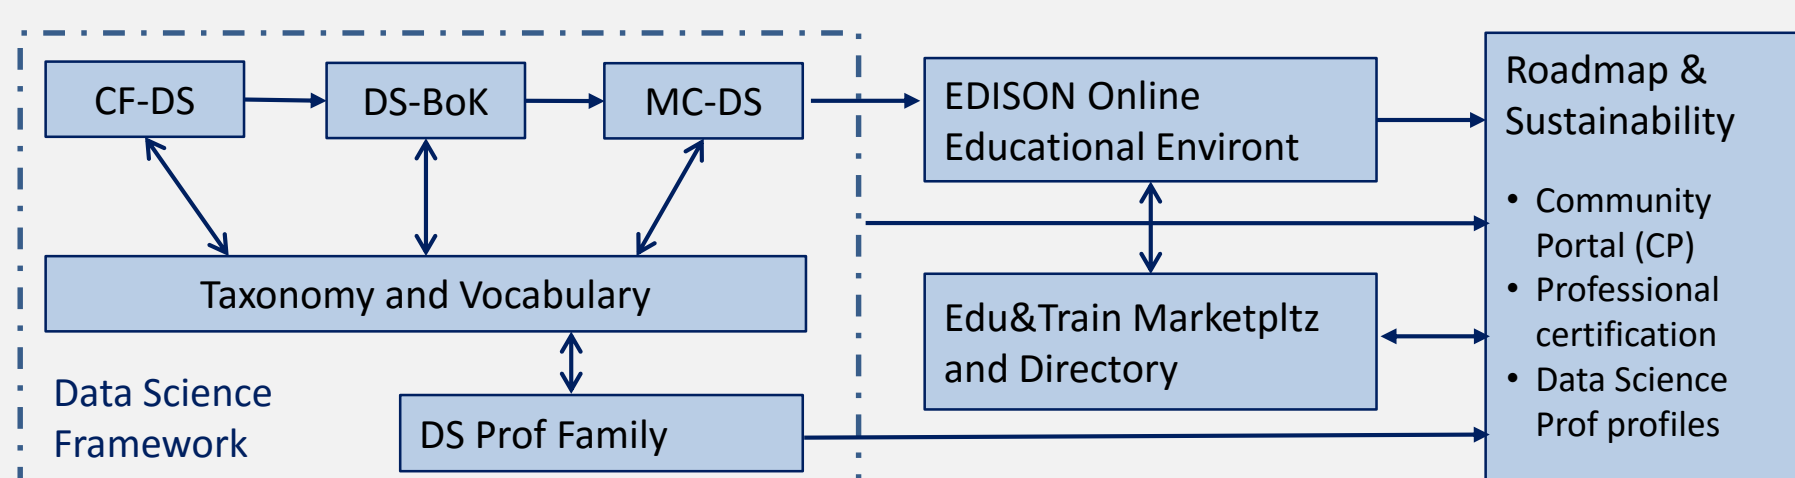 CF-DS
DS-BoK
MC-DS
Taxonomy and Vocabulary
Data Science
Framework
DS Prof Family
EDISON Online
Educational Environt
Edu&Train Marketpltz
and Directory
Roadmap &
Sustainability
• Community
Portal (CP)
• Professional
certification
• Data Science
Prof profiles